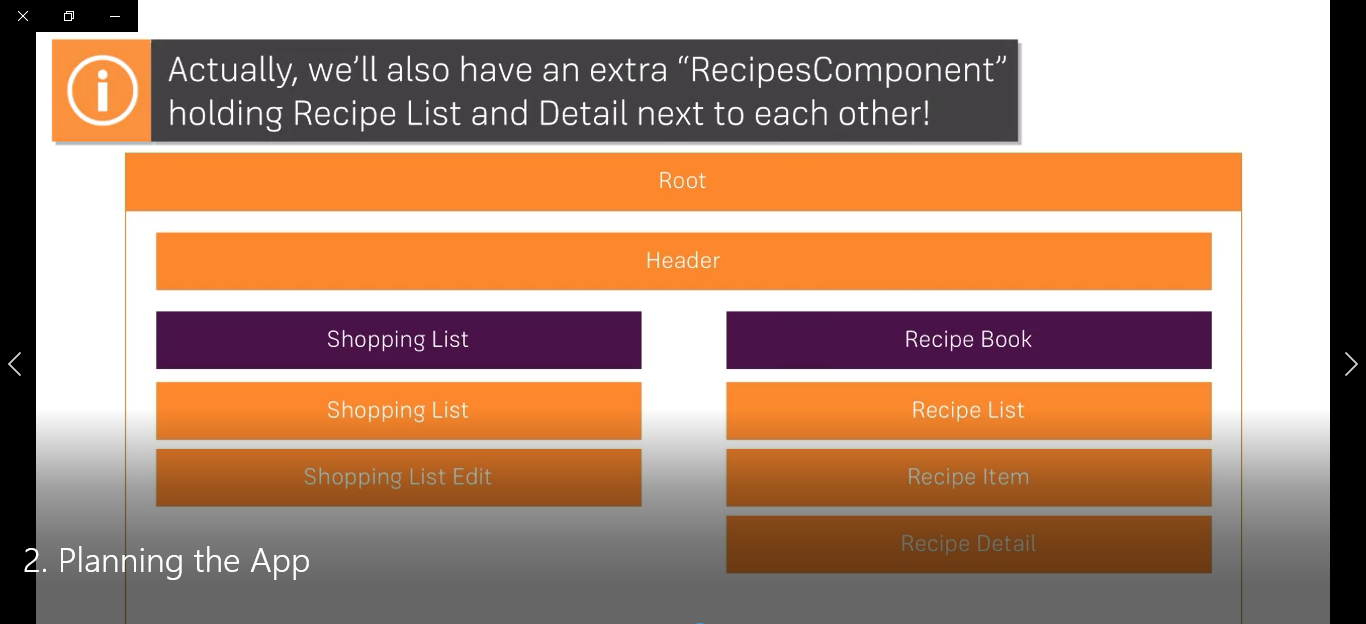 Actually, we’ll also have an extra “RecipesComponent”
holding Recipe List and Detail next to each other!
Root
Header
Shopping List
Recipe Book
Shopping List
Recipe List
Shopping List Edit
Recipe Item
Recipe Detail
2. Planning the App